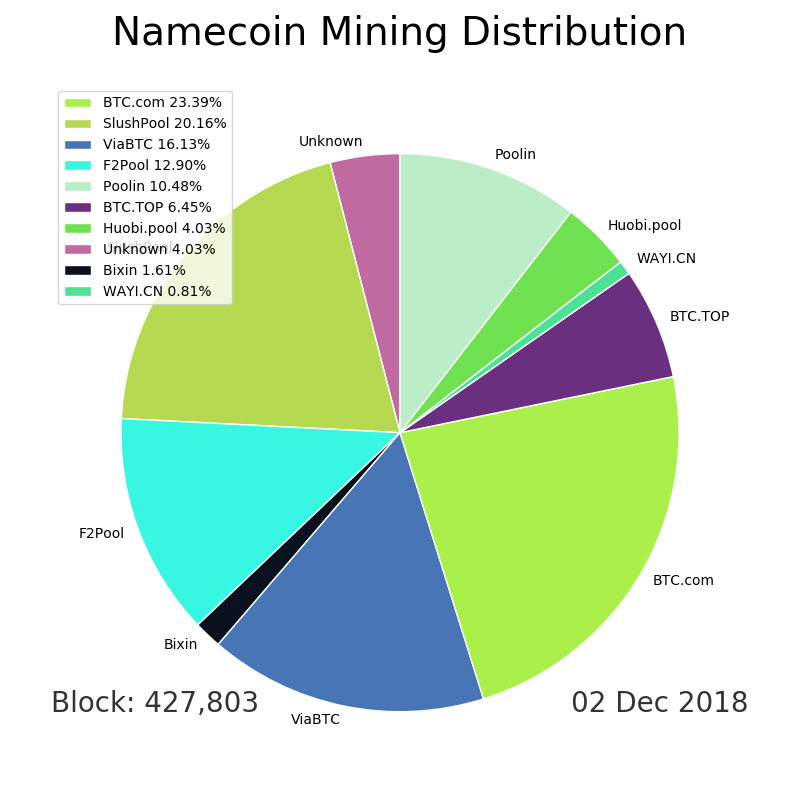 Namecoin Mining Distribution
BTC.com 23.39%
SlushPool 20.16%
ViaBTC 16.13%
F2Pool 12.90%
Poolin 10.48%
BTC.TOP 6.45%
Huobi.pool 4.03%
Unknown 4.03%
Bixin 1.61%
WAYI.CN 0.81%
Unknown
Poolin
Huobi.pool
WAYI.CN
SlushPool
BTC.TOP
F2Pool
BTC.com
Bixin
ViaBTC
Block: 427,803
02 Dec 2018